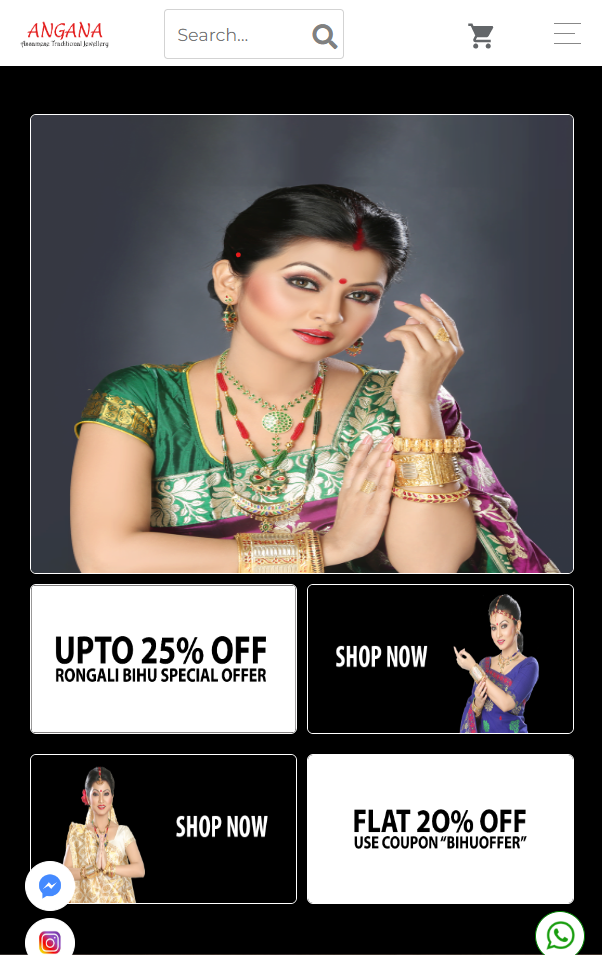 ANGANA
Assamese Traditional Jewellery
Search...
UPTO 25% OFF
RONGALI BIHU SPECIAL OFFER
SHOP NOW
SHOP NOW
FLAT 20% OFF
USE COUPON “BIHUOFFER”